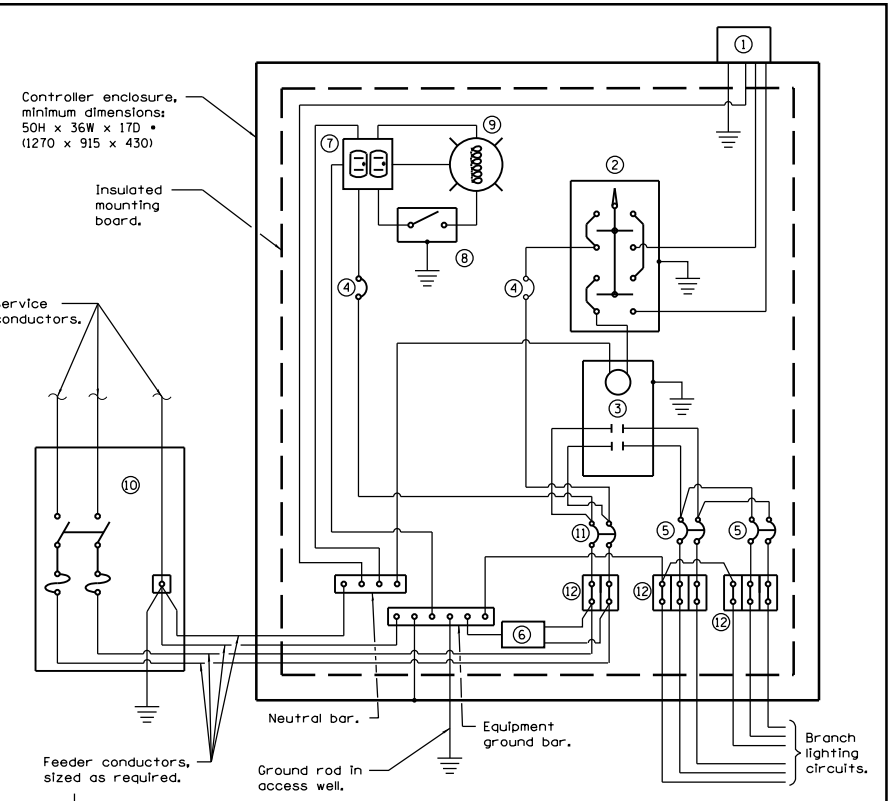 1
Controller enclosure,
minimum dimensions:
50H x 36W x 17D •
(1270 x 915 x 430)
7
9
2
Insulated
mounting
board.
8
4
4
service
conductors.
3
10
11
5
5
12
12
12
6
Neutral bar.
Equipment
ground bar.
Feeder conductors,
sized as required.
Ground rod in
access well.
Branch
lighting
circuits.